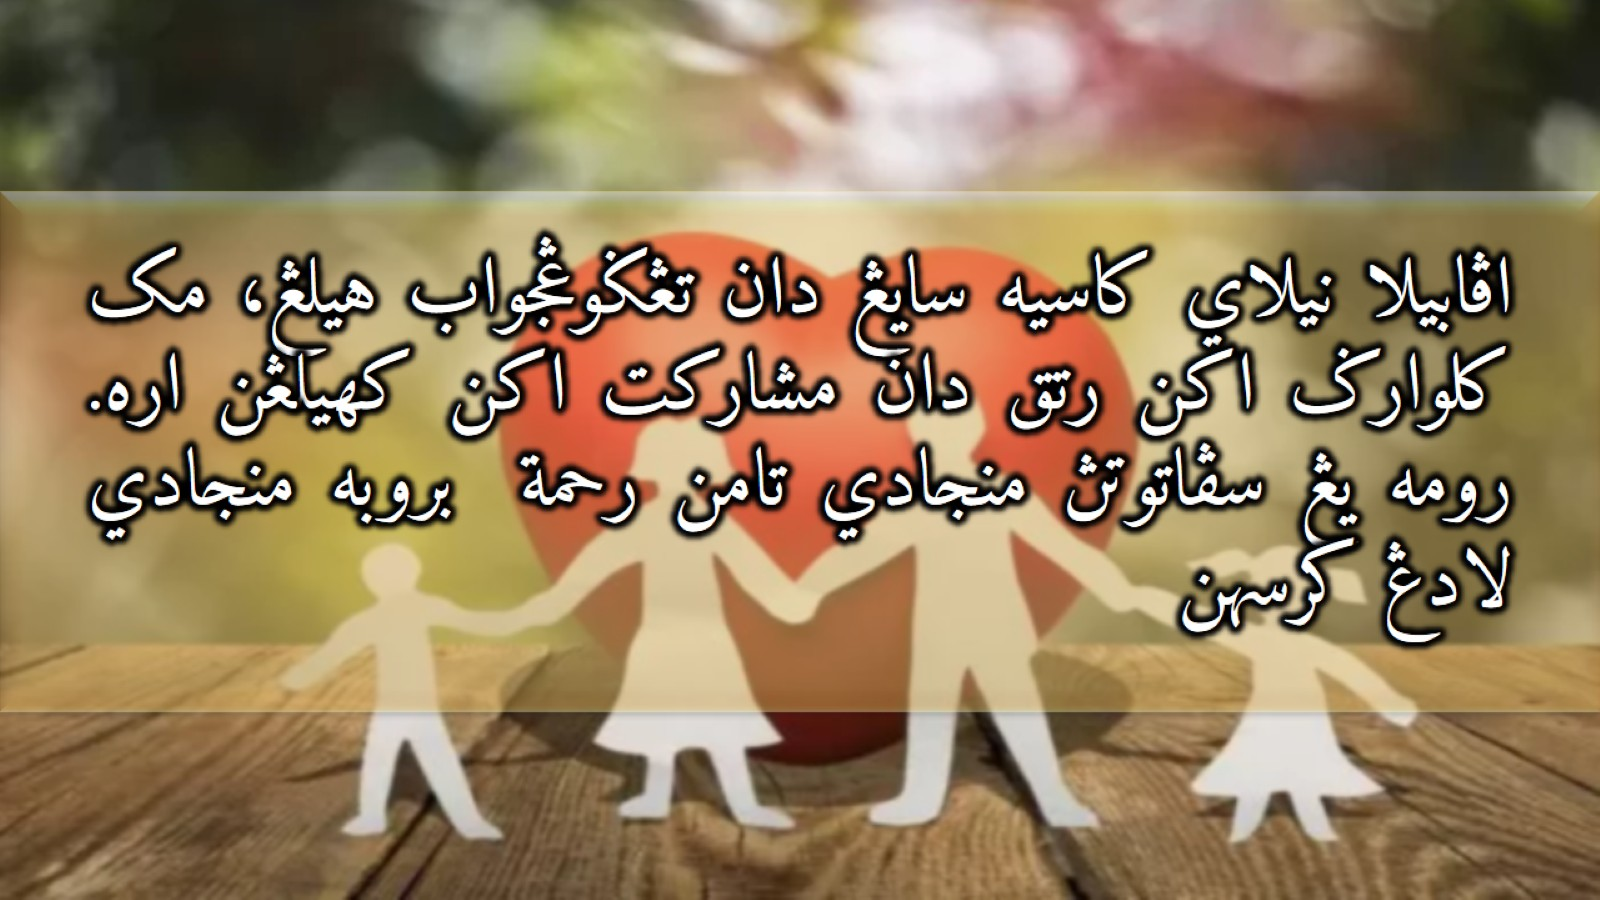 اڤابيلا نيلاي كاسيه سايڠ دان تڠݢوڠجواب هيلڠ، مک
كلوارݢ اكن رتق دان مشاركت اكن كهيلڠن اره.
رومه يڠ سڤاتوتڽ منجادي تامن رحمة بروبه منجادي
لادڠ كرسهن